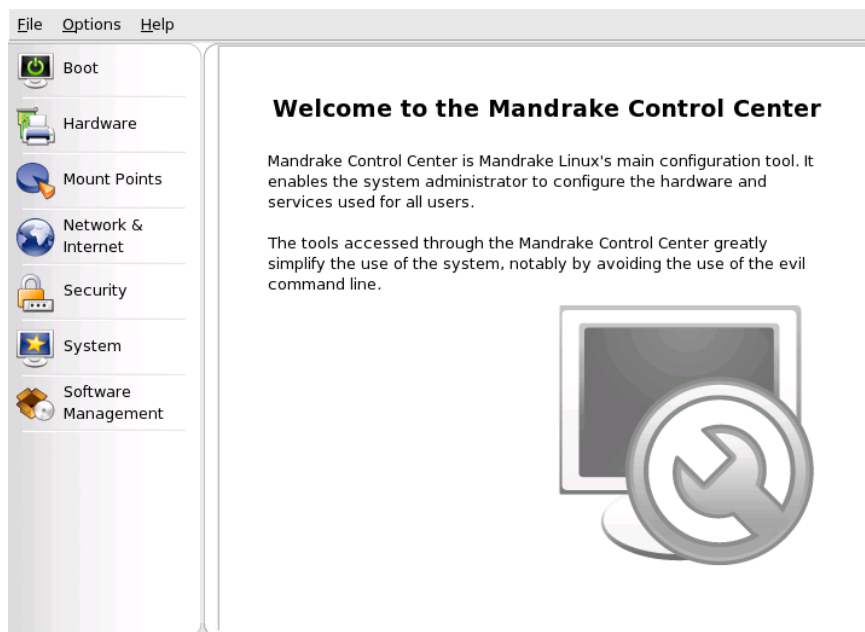 File Options Help
Boot
Hardware
Mount Points
Network &
Internet
Security
System
Software
Management
Welcome to the Mandrake Control Center
Mandrake Control Center is Mandrake Linux's main configuration tool. It
enables the system administrator to configure the hardware and
services used for all users.
The tools accessed through the Mandrake Control Center greatly
simplify the use of the system, notably by avoiding the use of the evil
command line.